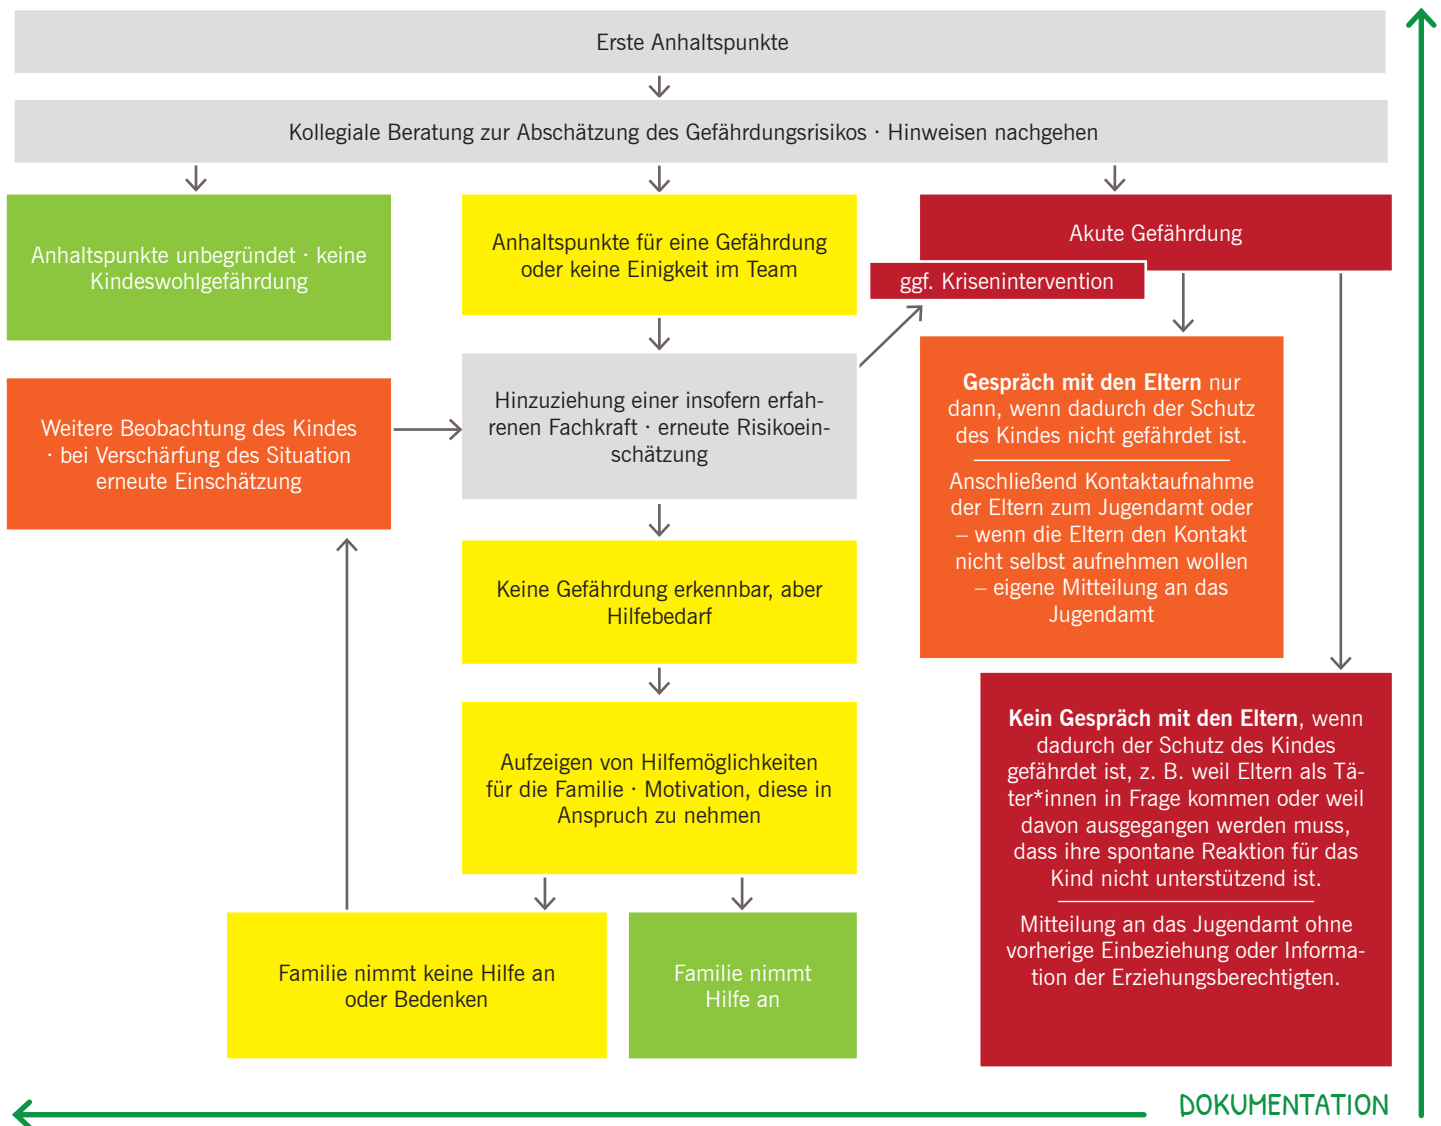 Erste Anhaltspunkte
Kollegiale Beratung zur Abschätzung des Gefährdungsrisikos · Hinweisen nachgehen
Anhaltspunkte unbegründet · keine
Kindeswohlgefährdung
Anhaltspunkte für eine Gefährdung
oder keine Einigkeit im Team
Akute Gefährdung
ggf. Krisenintervention
Weitere Beobachtung des Kindes
· bei Verschärfung des Situation
erneute Einschätzung
Hinzuziehung einer insofern erfah-
renen Fachkraft · erneute Risikoein-
schätzung
Gespräch mit den Eltern nur
dann, wenn dadurch der Schutz
des Kindes nicht gefährdet ist.
Anschließend Kontaktaufnahme
der Eltern zum Jugendamt oder
– wenn die Eltern den Kontakt
nicht selbst aufnehmen wollen
– eigene Mitteilung an das
Jugendamt
Keine Gefährdung erkennbar, aber
Hilfebedarf
Aufzeigen von Hilfemöglichkeiten
für die Familie · Motivation, diese in
Anspruch zu nehmen
Kein Gespräch mit den Eltern, wenn
dadurch der Schutz des Kindes
gefährdet ist, z. B. weil Eltern als Tä-
ter*innen in Frage kommen oder weil
davon ausgegangen werden muss,
dass ihre spontane Reaktion für das
Kind nicht unterstützend ist.
Mitteilung an das Jugendamt ohne
vorherige Einbeziehung oder Informa-
tion der Erziehungsberechtigten.
Familie nimmt keine Hilfe an
oder Bedenken
Familie nimmt
Hilfe an
DOKUMENTATION